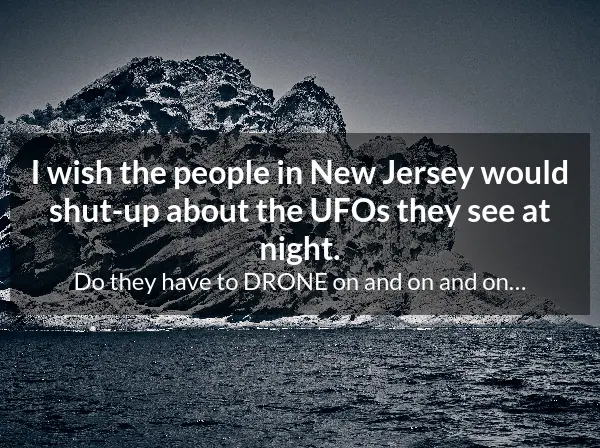 I wish the people in New Jersey would
shut-up about the UFOs they see at
night.
Do they have to DRONE on and on and on...